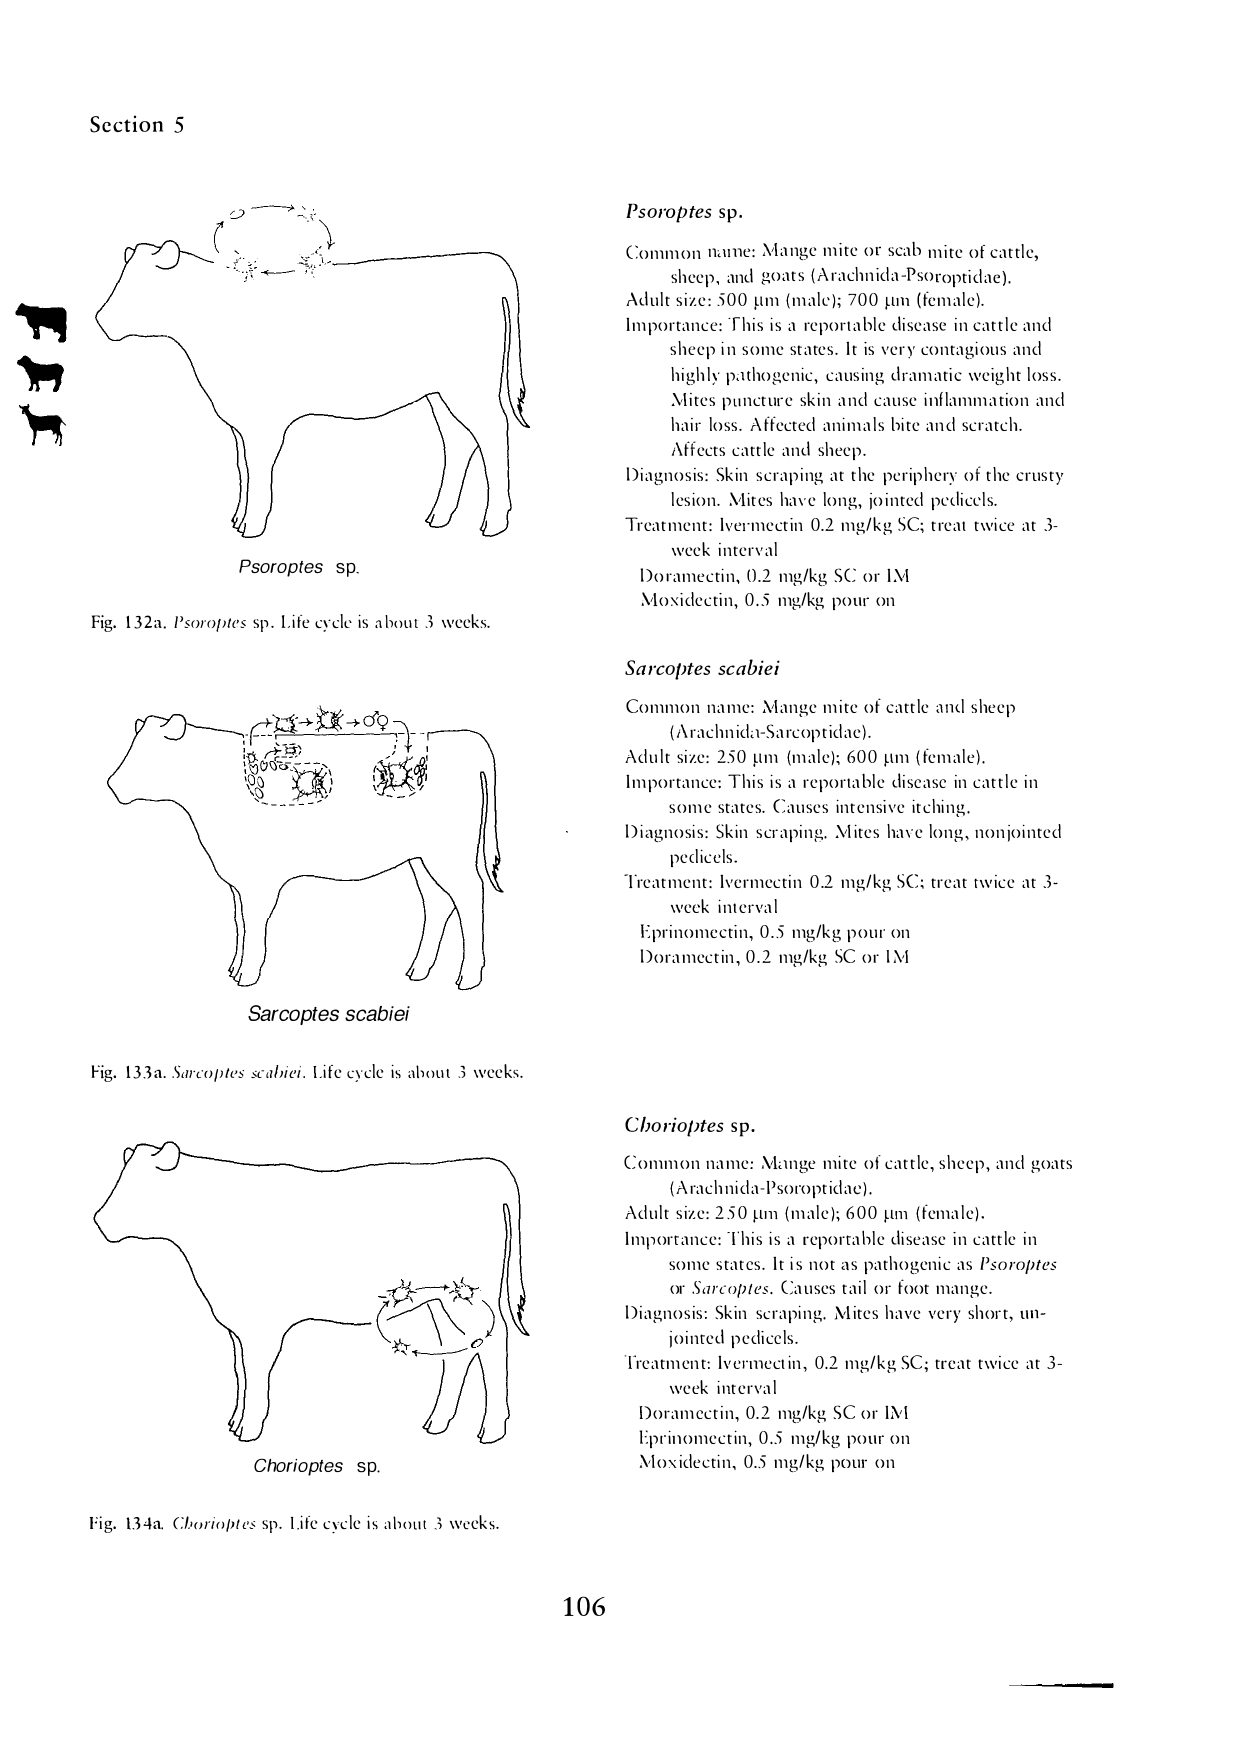 Section 5
Psoroptes sp.
Fig. 132a. Psoroptes sp. Life cycle is about 3 weeks.
Sarcoptes scabiei
Fig. 133a. Sarcoptes scabiei. Life cycle is about 3 weeks.
Chorioptes sp.
Fig. 134a. Chorioptes sp. Life cycle is about 3 weeks.
Psoroptes sp.
Common name: Mange mite or scab mite of cattle,
sheep, and goats (Arachnida-Psoroptidae).
Adult size: 500 µm (male); 700 µm (female).
Importance: This is a reportable disease in cattle and
sheep in some states. It is very contagious and
highly pathogenic, causing dramatic weight loss.
Mites puncture skin and cause inflammation and
hair loss. Affected animals bite and scratch.
Affects cattle and sheep.
Diagnosis: Skin scraping at the periphery of the crusty
lesion. Mites have long, jointed pedicels.
Treatment: Ivermectin 0.2 mg/kg SC; treat twice at 3-
week interval
Doramectin, 0.2 mg/kg SC or IM
Moxidectin, 0.5 mg/kg pour on
Sarcoptes scabiei
Common name: Mange mite of cattle and sheep
(Arachnida-Sarcoptidae).
Adult size: 250 µm (male); 600 µm (female).
Importance: This is a reportable disease in cattle in
some states. Causes intensive itching.
Diagnosis: Skin scraping. Mites have long, nonjointed
pedicels.
Treatment: Ivermectin 0.2 mg/kg SC; treat twice at 3-
week interval
Eprinomectin, 0.5 mg/kg pour on
Doramectin, 0.2 mg/kg SC or IM
Chorioptes sp.
Common name: Mange mite of cattle, sheep, and goats
(Arachnida-Psoroptidae).
Adult size: 250 µm (male); 600 µm (female).
Importance: This is a reportable disease in cattle in
some states. It is not as pathogenic as Psoroptes
or Sarcoptes. Causes tail or foot mange.
Diagnosis: Skin scraping. Mites have very short, un-
jointed pedicels.
Treatment: Ivermectin, 0.2 mg/kg SC; treat twice at 3-
week interval
Doramectin, 0.2 mg/kg SC or IM
Eprinomectin, 0.5 mg/kg pour on
Moxidectin, 0.5 mg/kg pour on
106